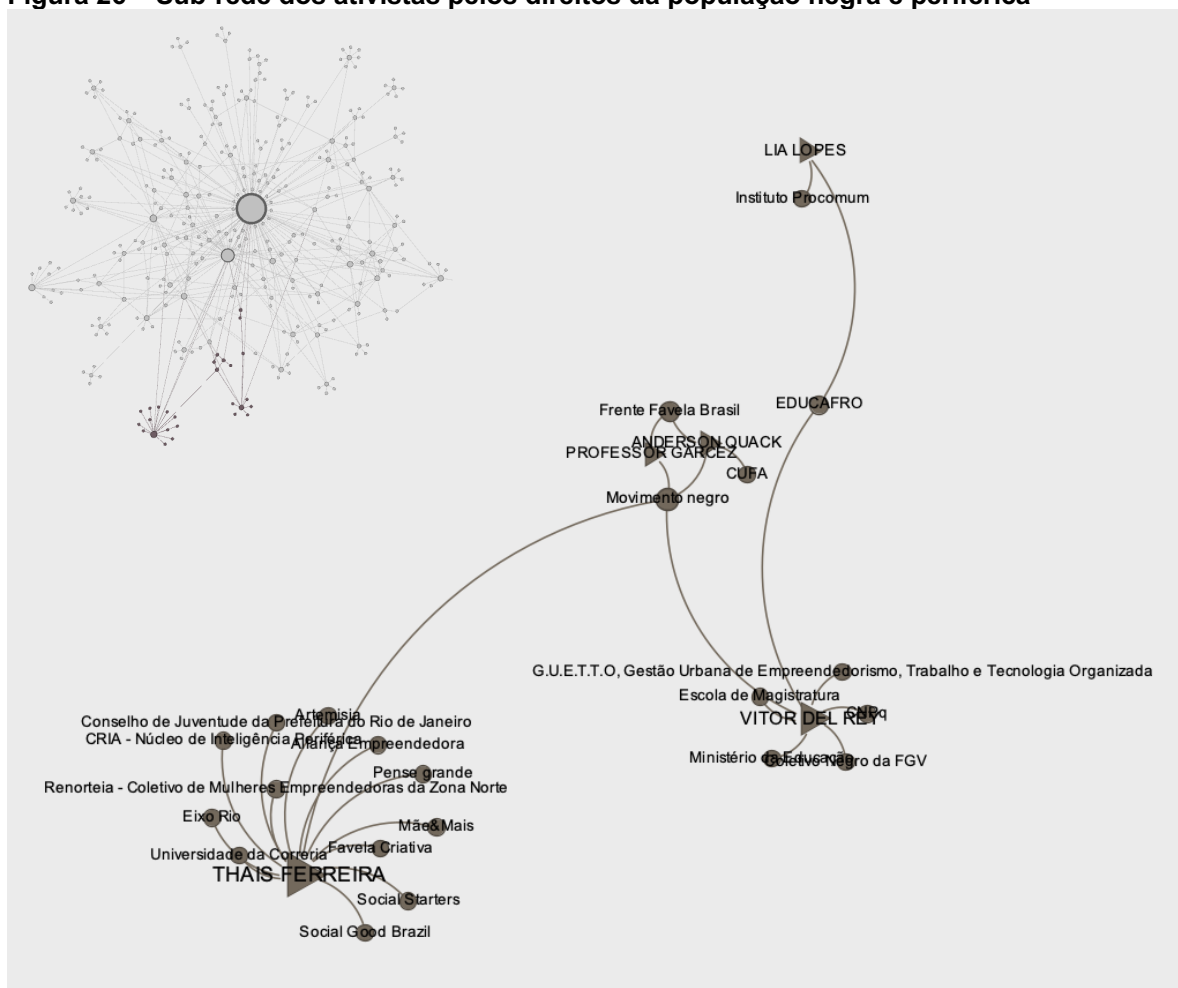 Figura 26 – Sub-rede dos ativistas pelos direitos da população negra e periférica
LIA LOPES
Instituto Procomum
EDUCAFRO
Frente Favela Brasil
ANDERSON QUACK
PROFESSOR GARCEZ
CUFA
Movimento negro
G.U.E.T.T.O, Gestão Urbana de Empreendedorismo, Trabalho e Tecnologia Organizada
Escola de Magistratura
VITOR DEL REY
CNPq
Ministério da Educação
Coletivo Negro da FGV
Artemisia
Conselho de Juventude da Prefeitura do Rio de Janeiro
CRIA - Núcleo de Inteligência Periférica
Aliança Empreendedora
Pense grande
Renorteia - Coletivo de Mulheres Empreendedoras da Zona Norte
Eixo Rio
Mãe&Mais
Favela Criativa
Universidade da Correria
THAIS FERREIRA
Social Starters
Social Good Brazil